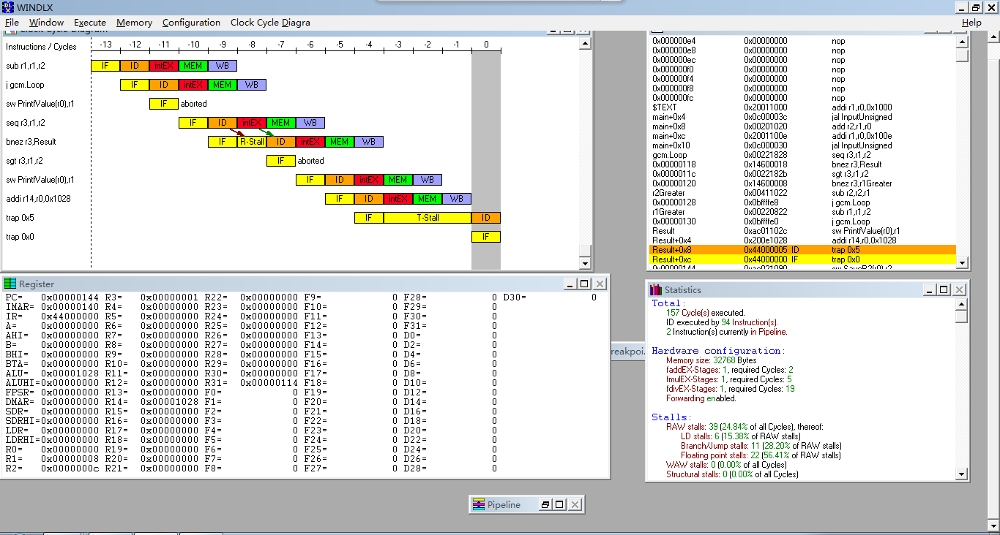 WINDLX
File Window Execute Memory Configuration Clock Cycle Diagra Help
Clock Cycle Diagram
Instructions / Cycles -13 -12 -11 -10 -9 -8 -7 -6 -5 -4 -3 -2 -1 0
sub r1,r1,r2 IF ID intEX MEM WB
j gcm.Loop IF ID intEX MEM WB
sw PrintfValue(r0),r1 IF aborted
seq r3,r1,r2 IF ID intEX MEM WB
bnez r3,Result IF R-Stall ID intEX MEM WB
sgt r3,r1,r2 IF aborted
sw PrintfValue(r0),r1 IF ID intEX MEM WB
addi r14,r0,0x1028 IF ID intEX MEM WB
trap 0x5 IF T-Stall ID
trap 0x0 IF
0x000000e4 0x00000000 nop
0x000000e8 0x00000000 nop
0x000000ec 0x00000000 nop
0x000000f0 0x00000000 nop
0x000000f4 0x00000000 nop
0x000000f8 0x00000000 nop
0x000000fc 0x00000000 nop
$TEXT 0x20011000 addi r1,r0,0x1000
main+0x4 0x0c00003c jal InputUnsigned
main+0x8 0x00201020 add r2,r1,r0
main+0xc 0x2001100e addi r1,r0,0x100e
main+0x10 0x0c000030 jal InputUnsigned
gcm.Loop 0x00221828 seq r3,r1,r2
0x00000118 0x14600018 bnez r3,Result
0x0000011c 0x0022182b sgt r3,r1,r2
0x00000120 0x14600008 bnez r3,r1Greater
r2Greater 0x00411022 sub r2,r2,r1
0x00000128 0x0bffffe8 j gcm.Loop
r1Greater 0x00220822 sub r1,r1,r2
0x00000130 0x0bffffe0 j gcm.Loop
Result 0xac01102c sw PrintfValue(r0),r1
Result+0x4 0x200e1028 addi r14,r0,0x1028
Result+0x8 0x44000005 ID trap 0x5
Result+0xc 0x44000000 IF trap 0x0
0x00000144 0xac021090 sw SaveR2(r0),r2
Register
PC= 0x00000144 R3= 0x00000001 R22= 0x00000000 F9= 0 F28= 0 D30= 0
IMAR= 0x00000140 R4= 0x00000000 R23= 0x00000000 F10= 0 F29= 0
IR= 0x44000000 R5= 0x00000000 R24= 0x00000000 F11= 0 F30= 0
A= 0x00000000 R6= 0x00000000 R25= 0x00000000 F12= 0 F31= 0
AHI= 0x00000000 R7= 0x00000000 R26= 0x00000000 F13= 0 D0= 0
B= 0x00000000 R8= 0x00000000 R27= 0x00000000 F14= 0 D2= 0
BHI= 0x00000000 R9= 0x00000000 R28= 0x00000000 F15= 0 D4= 0
BTA= 0x00000000 R10= 0x00000000 R29= 0x00000000 F16= 0 D6= 0
ALU= 0x00001028 R11= 0x00000000 R30= 0x00000000 F17= 0 D8= 0
ALUHI= 0x00000000 R12= 0x00000000 R31= 0x00000114 F18= 0 D10= 0
FPSR= 0x00000000 R13= 0x00000000 F0= 0 F19= 0 D12= 0
DMAR= 0x00000000 R14= 0x00001028 F1= 0 F20= 0 D14= 0
SDR= 0x00000000 R15= 0x00000000 F2= 0 F21= 0 D16= 0
SDRHI= 0x00000000 R16= 0x00000000 F3= 0 F22= 0 D18= 0
LDR= 0x00000000 R17= 0x00000000 F4= 0 F23= 0 D20= 0
LDRHI= 0x00000000 R18= 0x00000000 F5= 0 F24= 0 D22= 0
R0= 0x00000000 R19= 0x00000000 F6= 0 F25= 0 D24= 0
R1= 0x00000008 R20= 0x00000000 F7= 0 F26= 0 D26= 0
R2= 0x0000000c R21= 0x00000000 F8= 0 F27= 0 D28= 0
reakpoi.
Statistics
Total:
157 Cycle(s) executed.
ID executed by 94 Instruction(s).
2 Instruction(s) currently in Pipeline.
Hardware configuration:
Memory size: 32768 Bytes
faddEX-Stages: 1, required Cycles: 2
fmulEX-Stages: 1, required Cycles: 5
fdivEX-Stages: 1, required Cycles: 19
Forwarding enabled.
Stalls:
RAW stalls: 39 (24.84% of all Cycles), thereof:
LD stalls: 6 (15.38% of RAW stalls)
Branch/Jump stalls: 11 (28.20% of RAW stalls)
Floating point stalls: 22 (56.41% of RAW stalls)
WAW stalls: 0 (0.00% of all Cycles)
Structural stalls: 0 (0.00% of all Cycles)
Pipeline